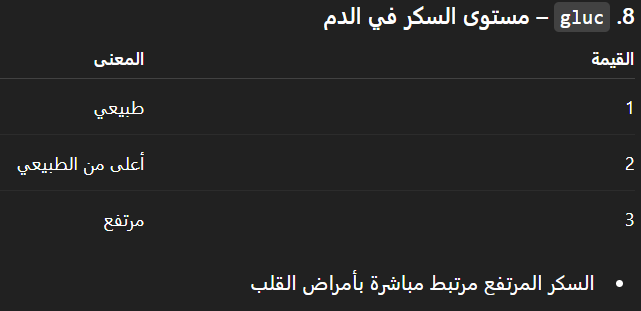 8. gluc – مستوى السكر في الدم
القيمة المعنى
1 طبيعي
2 أعلى من الطبيعي
3 مرتفع
• السكر المرتفع مرتبط مباشرة بأمراض القلب